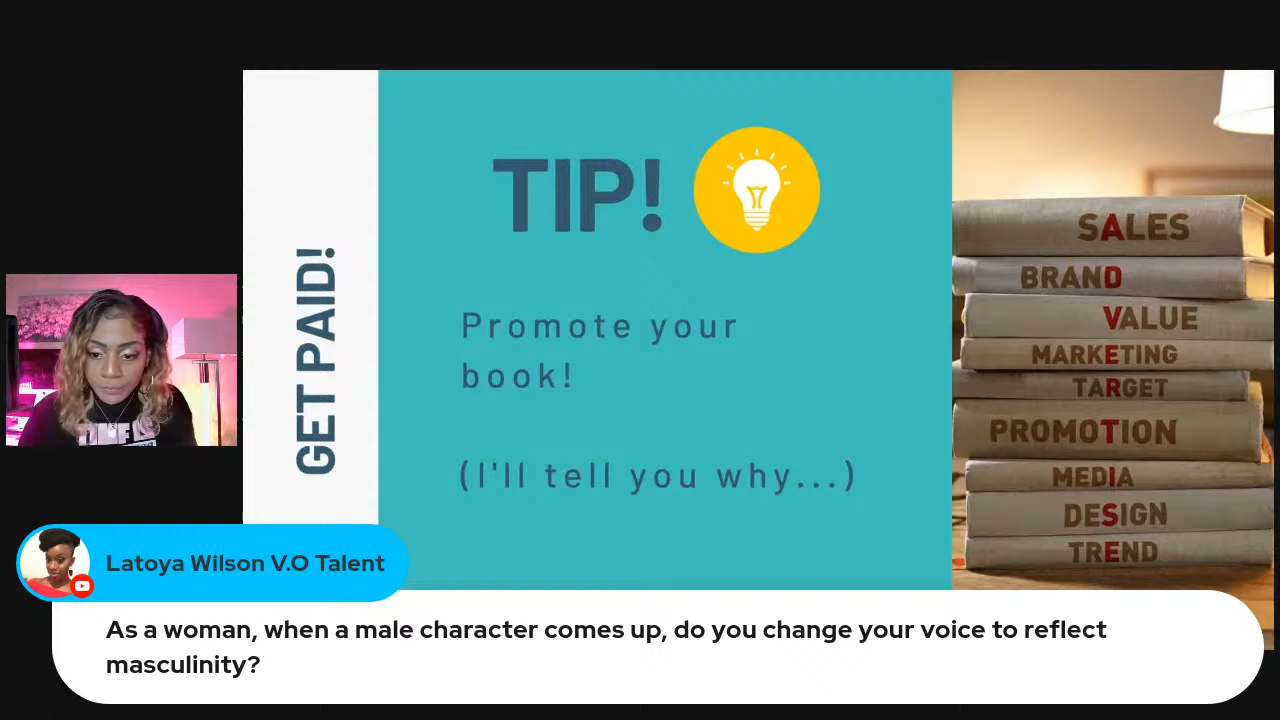 GET PAID!
TIP!
Promote your
book!
(I'll tell you why...)
SALES
BRAND
VALUE
MARKETING
TARGET
PROMOTION
MEDIA
DESIGN
TREND
Latoya Wilson V.O Talent
As a woman, when a male character comes up, do you change your voice to reflect
masculinity?